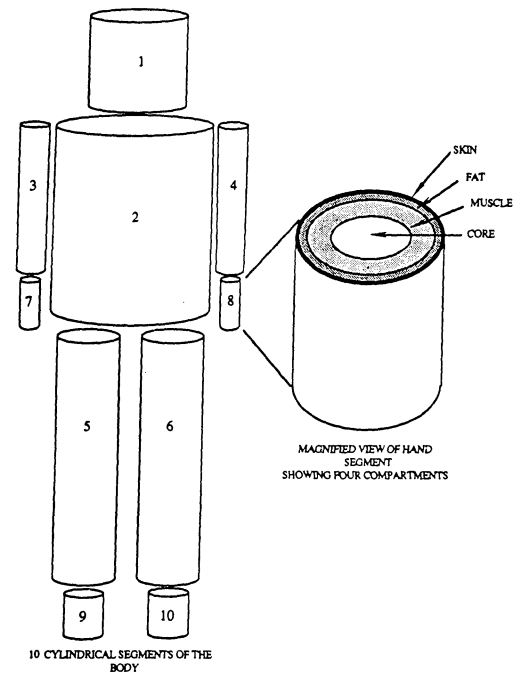 1
SKIN
FAT
MUSCLE
CORE
3
4
2
7
8
5
6
MAGNIFIED VIEW OF HAND
SEGMENT
SHOWING FOUR COMPARTMENTS
9
10
10 CYLINDRICAL SEGMENTS OF THE
BODY